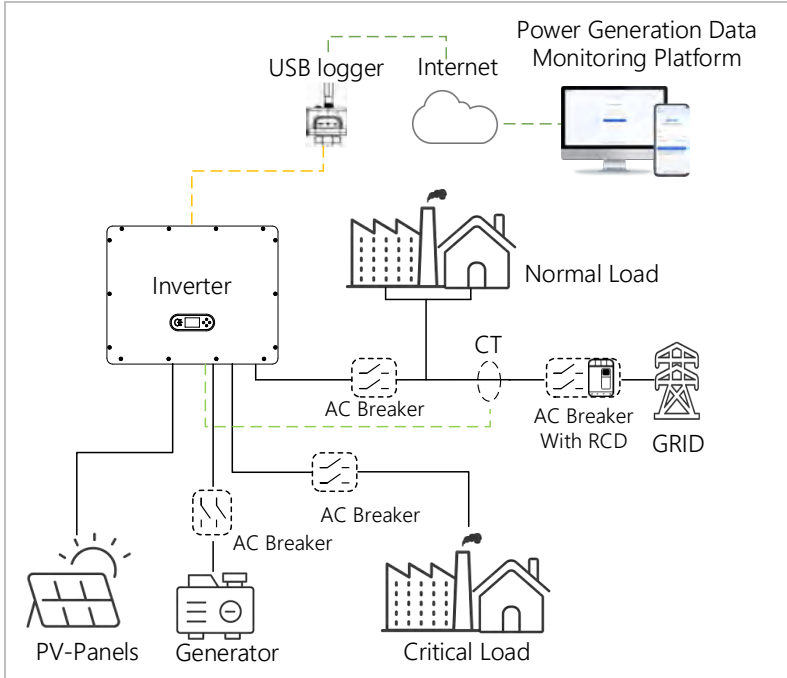 Power Generation Data
Monitoring Platform
USB logger
Internet
Inverter
Normal Load
CT
AC Breaker
AC Breaker
With RCD
GRID
AC Breaker
AC Breaker
PV-Panels
Generator
Critical Load